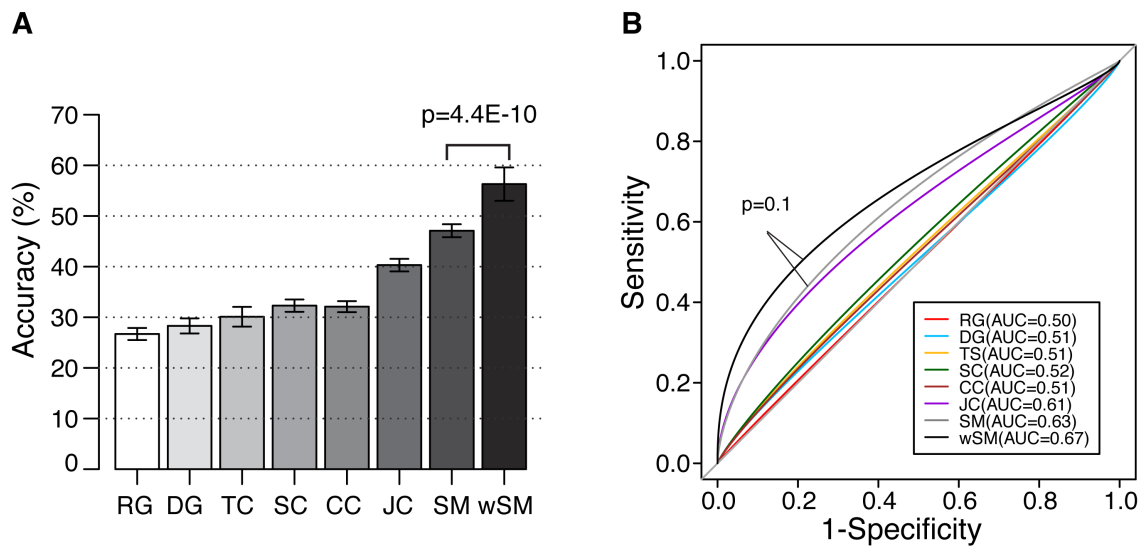 A
p=4.4E-10
Accuracy (%)
70
60
50
40
30
20
10
0
RG DG TC SC CC JC SM wSM
B
p=0.1
Sensitivity
1.0
0.8
0.6
0.4
0.2
0.0
RG(AUC=0.50)
DG(AUC=0.51)
TS(AUC=0.51)
SC(AUC=0.52)
CC(AUC=0.51)
JC(AUC=0.61)
SM(AUC=0.63)
wSM(AUC=0.67)
0.0 0.2 0.4 0.6 0.8 1.0
1-Specificity